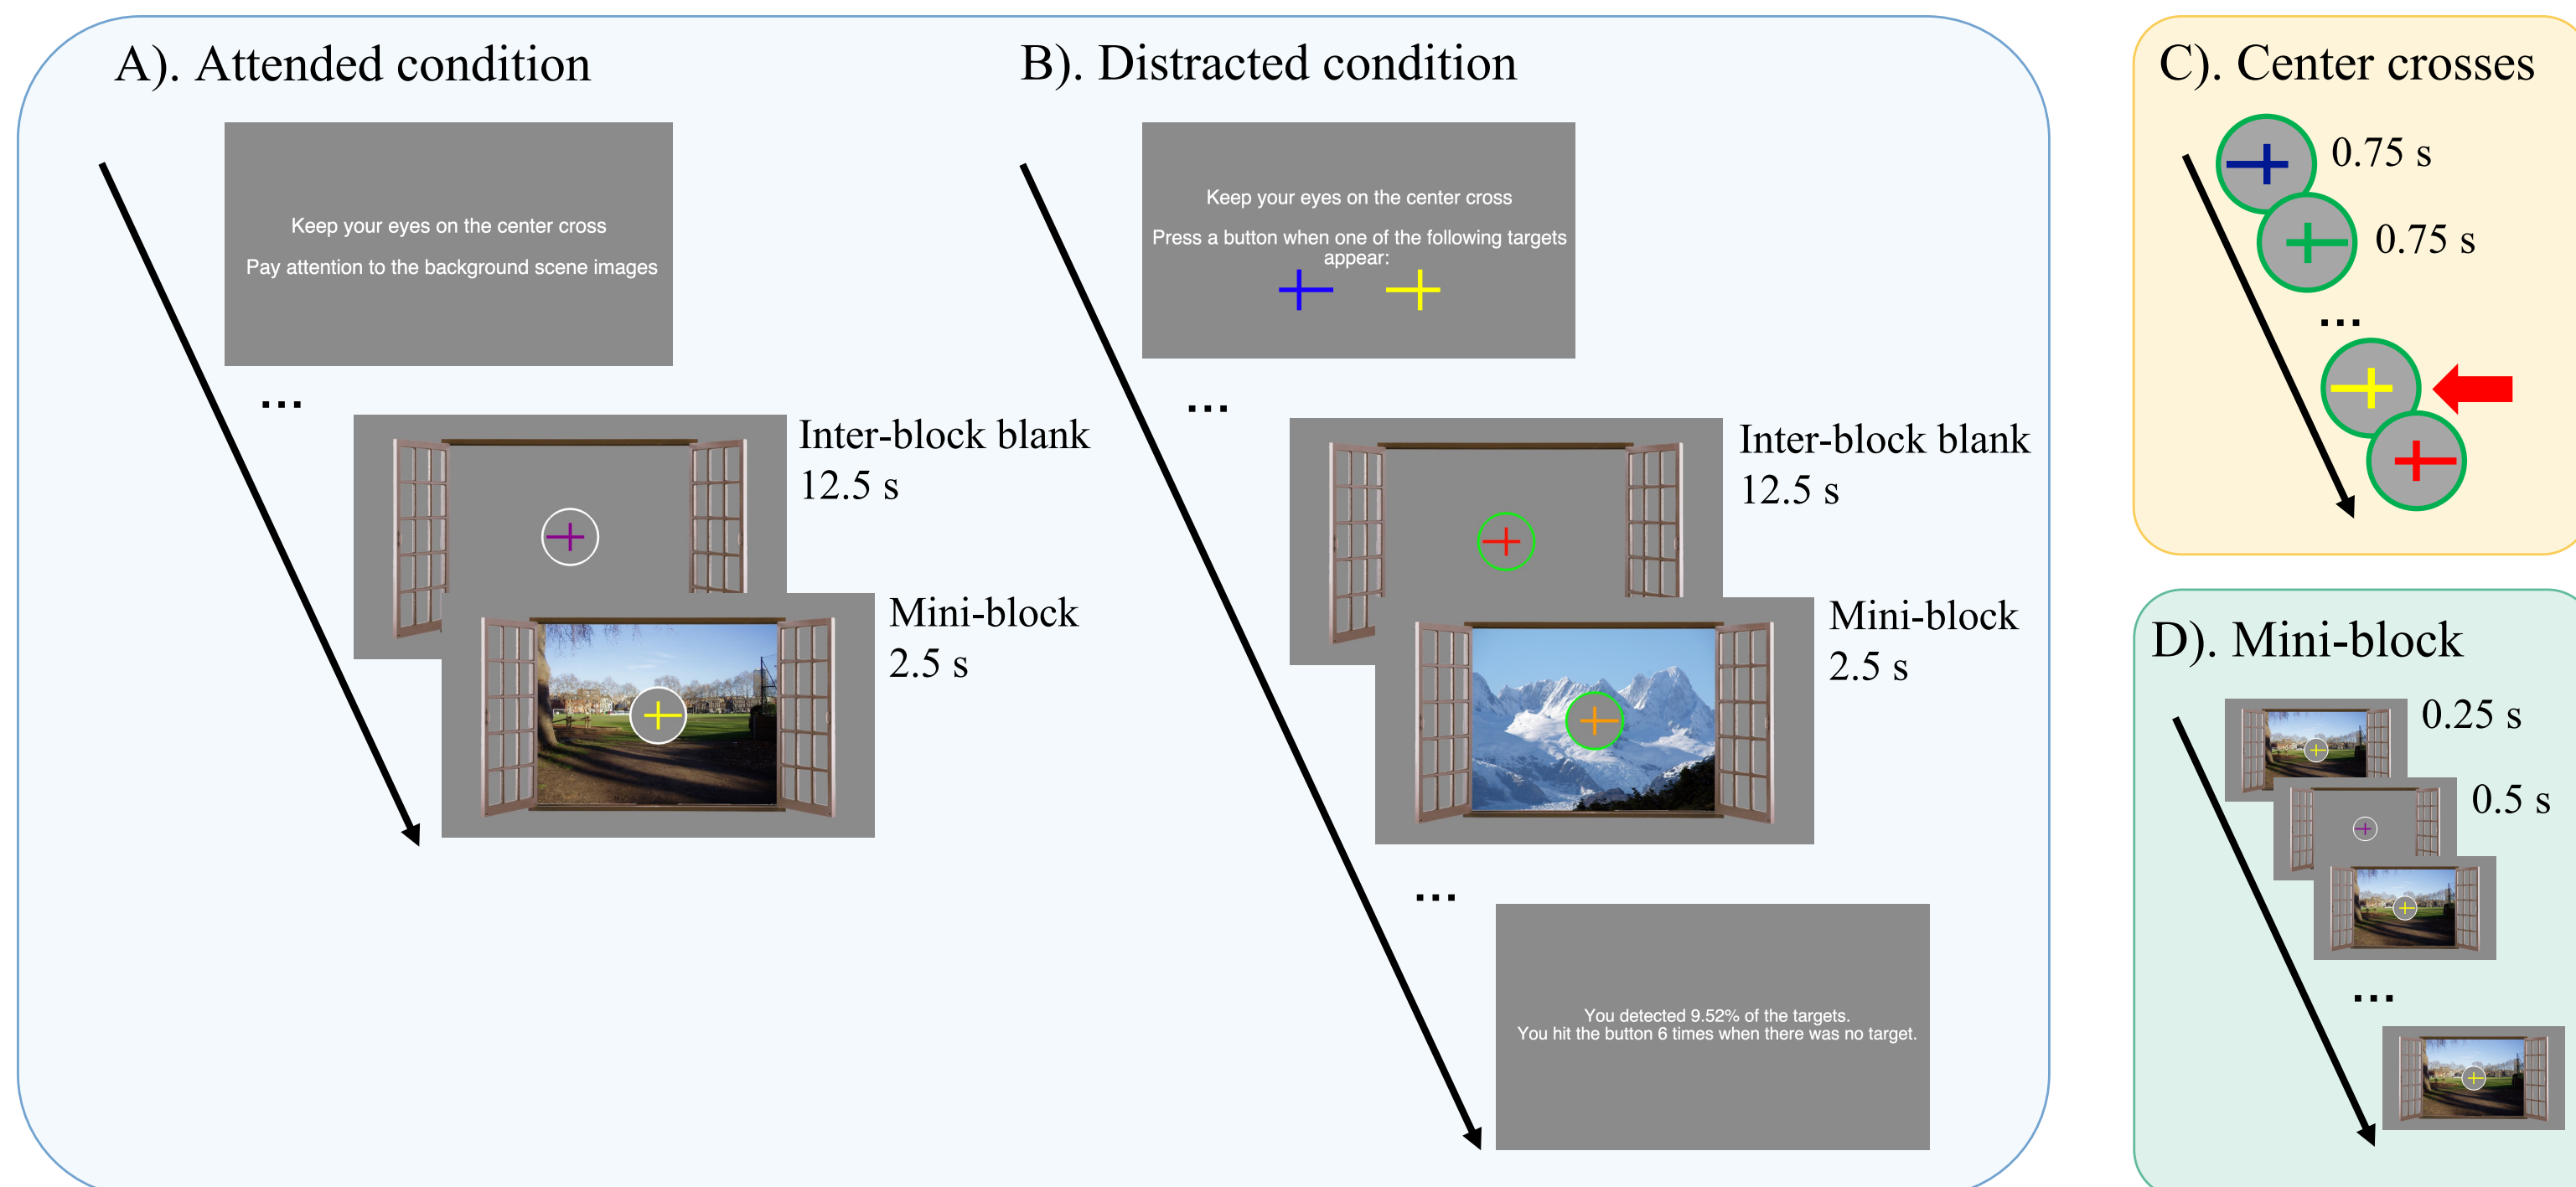 A). Attended condition
Keep your eyes on the center cross
Pay attention to the background scene images
...
Inter-block blank
12.5 s
Mini-block
2.5 s
B). Distracted condition
Keep your eyes on the center cross
Press a button when one of the following targets
appear:
...
Inter-block blank
12.5 s
Mini-block
2.5 s
...
You detected 9.52% of the targets.
You hit the button 6 times when there was no target.
C). Center crosses
0.75 s
0.75 s
...
D). Mini-block
0.25 s
0.5 s
...